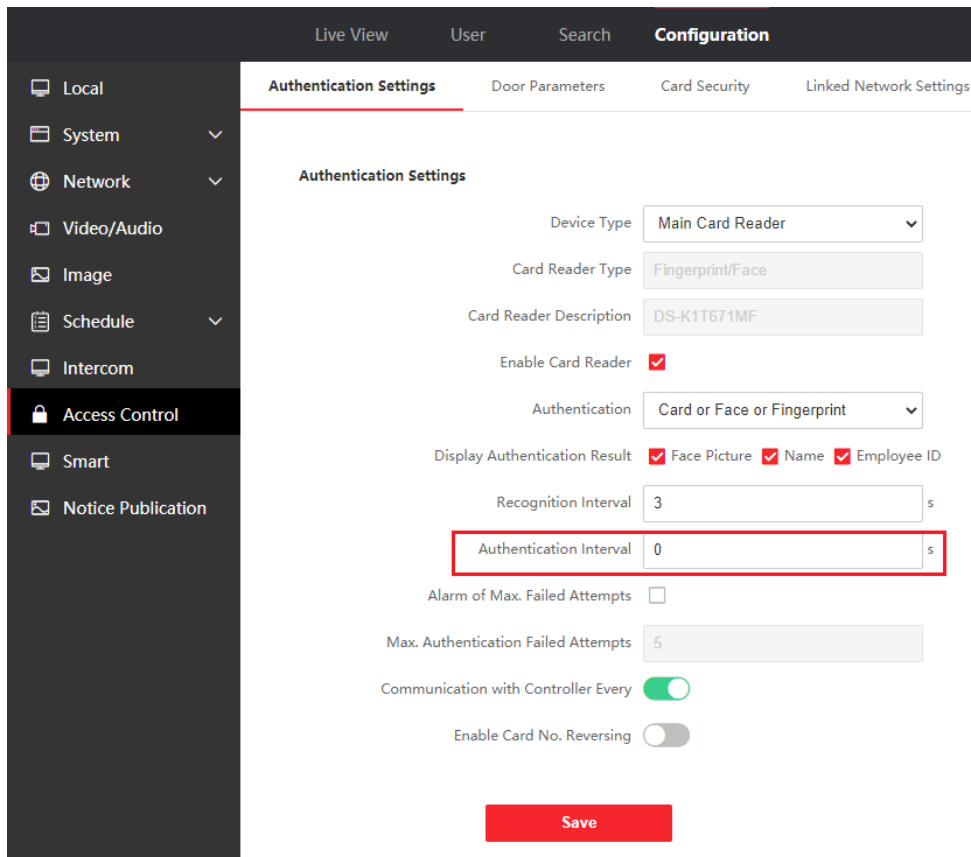 Live View User Search Configuration
Local
System
Network
Video/Audio
Image
Schedule
Intercom
Access Control
Smart
Notice Publication
Authentication Settings Door Parameters Card Security Linked Network Settings
Authentication Settings
Device Type Main Card Reader
Card Reader Type Fingerprint/Face
Card Reader Description DS-K1T671MF
Enable Card Reader
Authentication Card or Face or Fingerprint
Display Authentication Result Face Picture Name Employee ID
Recognition Interval 3 s
Authentication Interval 0 s
Alarm of Max. Failed Attempts
Max. Authentication Failed Attempts 5
Communication with Controller Every
Enable Card No. Reversing
Save